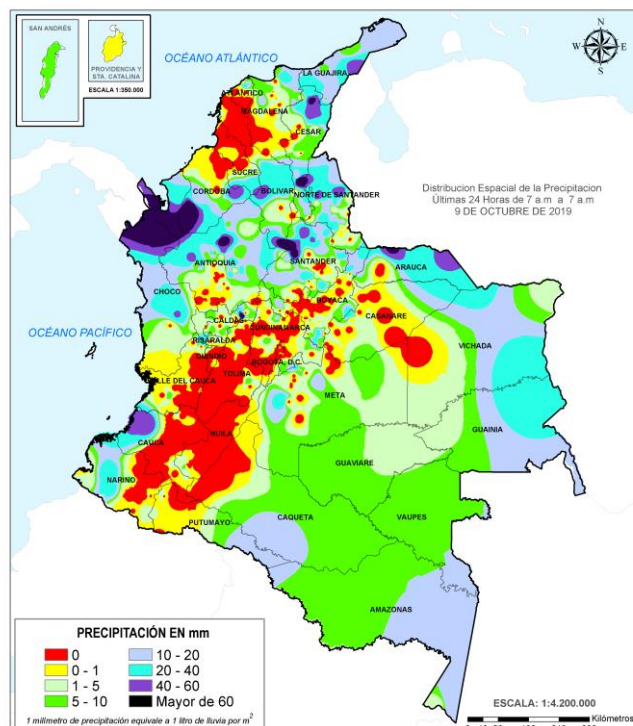 SAN ANDRÉS
PROVIDENCIA Y
STA. CATALINA
ESCALA 1:350.000
OCÉANO ATLÁNTICO
N
W E
S
LA GUAJIRA
ATLÁNTICO
MAGDALENA
CESAR
SUCRE
CORDOBA
BOLIVAR
NORTE DE SANTANDER
Distribucion Espacial de la Precipitacion
Últimas 24 Horas de 7 a.m a 7 a.m
9 DE OCTUBRE DE 2019
ANTIOQUIA
SANTANDER
ARAUCA
CHOCO
BOYACA
CASANARE
OCÉANO PACÍFICO
CALDAS
CUNDINAMARCA
RISARALDA
VICHADA
QUINDIO
BOGOTA, D.C.
TOLIMA
VALLE DEL CAUCA
META
GUAINIA
CAUCA
HUILA
GUAVIARE
NARIÑO
PUTUMAYO
CAQUETA
VAUPES
AMAZONAS
PRECIPITACIÓN EN mm
0
0 - 1
1 - 5
5 - 10
10 - 20
20 - 40
40 - 60
Mayor de 60
1 milimetro de precipitación equivale a 1 litro de lluvia por m²
ESCALA: 1:4.200.000
Kilómetros